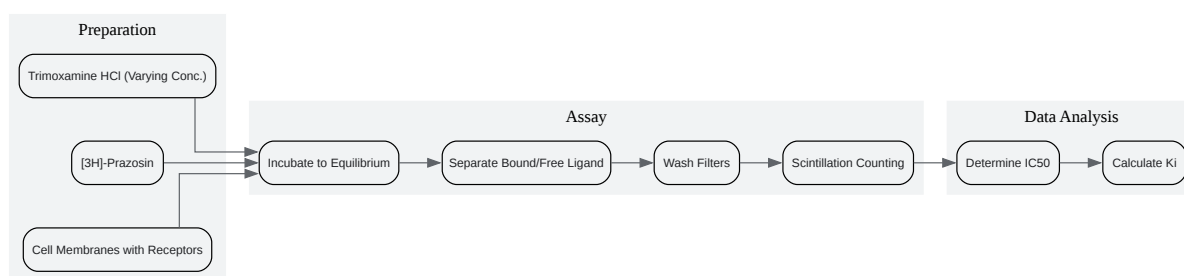 Preparation
Trimoxamine HCl (Varying Conc.)
[3H]-Prazosin
Cell Membranes with Receptors
Assay
Incubate to Equilibrium
Separate Bound/Free Ligand
Wash Filters
Scintillation Counting
Data Analysis
Determine IC50
Calculate Ki